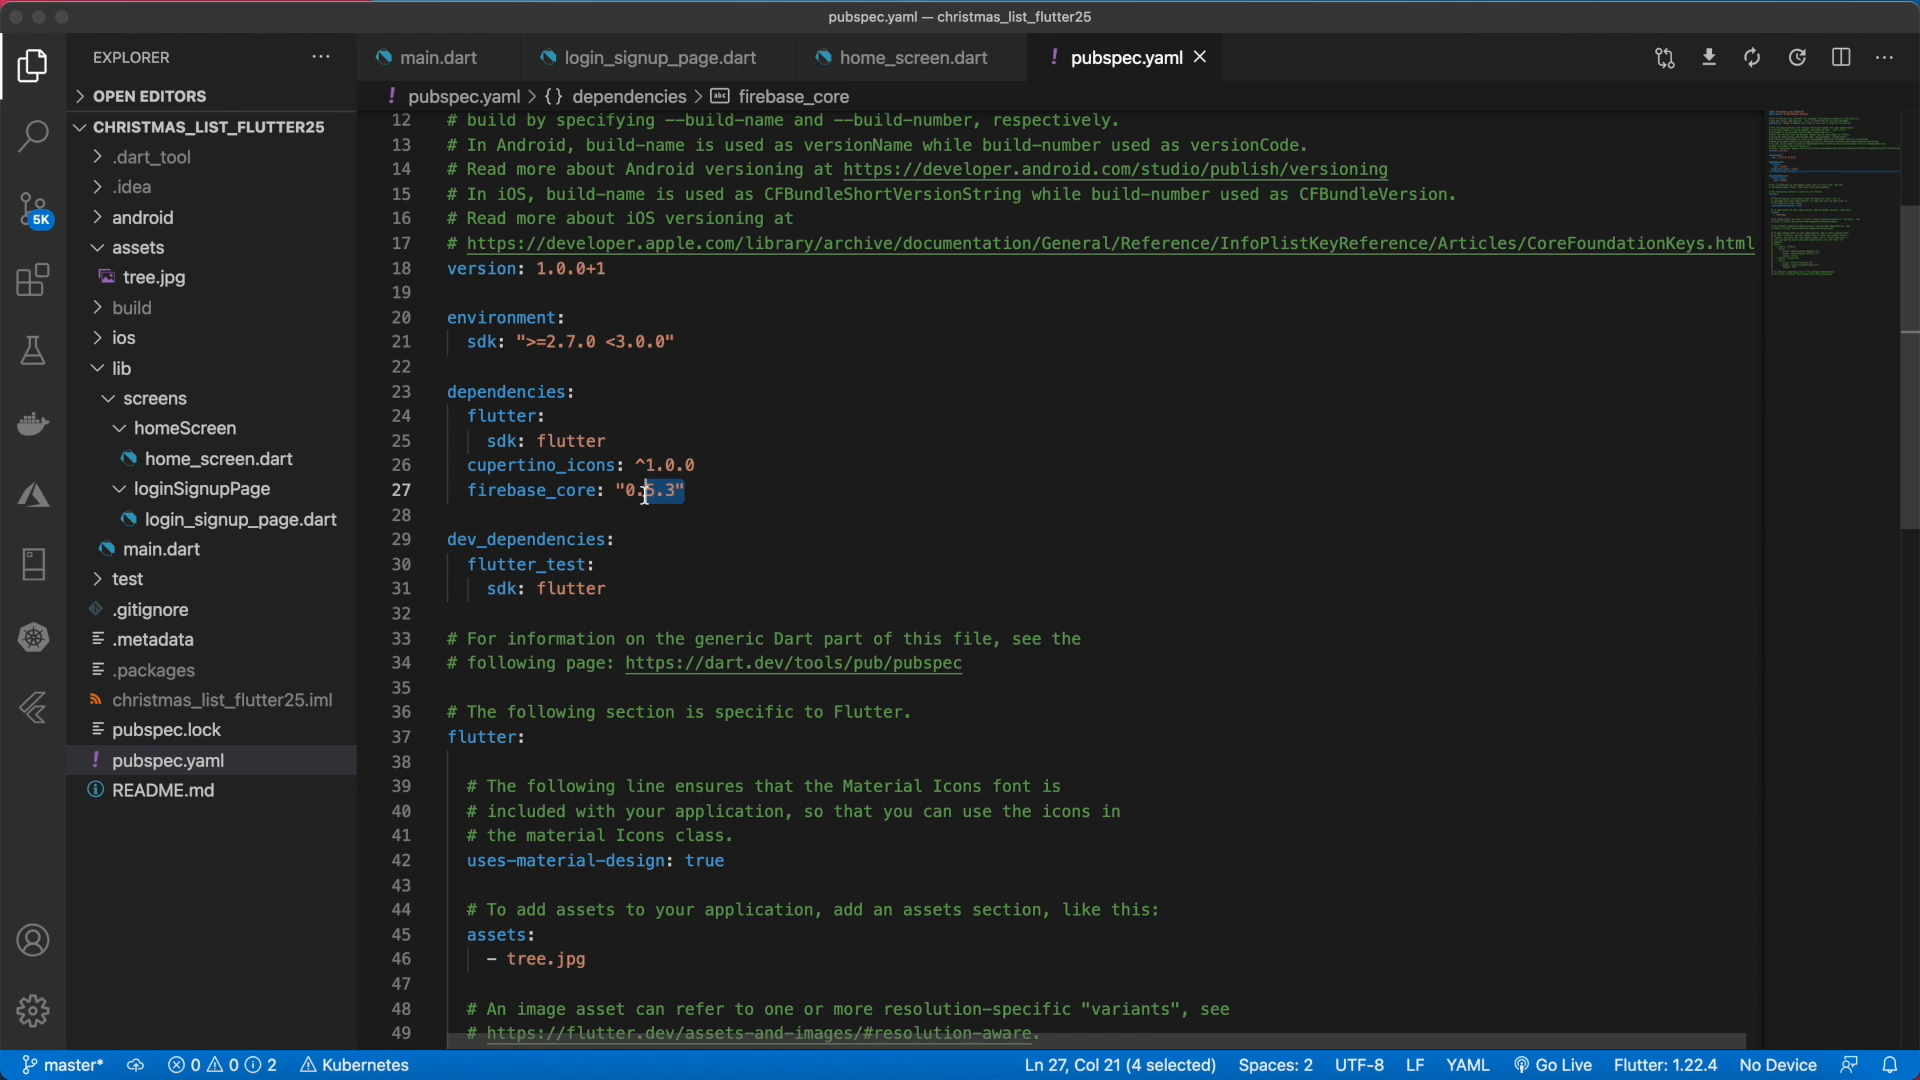 pubspec.yaml — christmas_list_flutter25
EXPLORER
main.dart
login_signup_page.dart
home_screen.dart
! pubspec.yaml
OPEN EDITORS
! pubspec.yaml > {} dependencies > abc firebase_core
CHRISTMAS_LIST_FLUTTER25
.dart_tool
.idea
android
assets
tree.jpg
build
ios
lib
screens
homeScreen
home_screen.dart
loginSignupPage
login_signup_page.dart
main.dart
test
.gitignore
.metadata
.packages
christmas_list_flutter25.iml
pubspec.lock
! pubspec.yaml
README.md
5K
12 # build by specifying --build-name and --build-number, respectively.
13 # In Android, build-name is used as versionName while build-number used as versionCode.
14 # Read more about Android versioning at https://developer.android.com/studio/publish/versioning
15 # In iOS, build-name is used as CFBundleShortVersionString while build-number used as CFBundleVersion.
16 # Read more about iOS versioning at
17 # https://developer.apple.com/library/archive/documentation/General/Reference/InfoPlistKeyReference/Articles/CoreFoundationKeys.html
18 version: 1.0.0+1
19
20 environment:
21 sdk: ">=2.7.0 <3.0.0"
22
23 dependencies:
24 flutter:
25 sdk: flutter
26 cupertino_icons: ^1.0.0
27 firebase_core: "0.5.3"
28
29 dev_dependencies:
30 flutter_test:
31 sdk: flutter
32
33 # For information on the generic Dart part of this file, see the
34 # following page: https://dart.dev/tools/pub/pubspec
35
36 # The following section is specific to Flutter.
37 flutter:
38
39 # The following line ensures that the Material Icons font is
40 # included with your application, so that you can use the icons in
41 # the material Icons class.
42 uses-material-design: true
43
44 # To add assets to your application, add an assets section, like this:
45 assets:
46 - tree.jpg
47
48 # An image asset can refer to one or more resolution-specific "variants", see
49 # https://flutter.dev/assets-and-images/#resolution-aware.
master* 0 0 2 Kubernetes
Ln 27, Col 21 (4 selected) Spaces: 2 UTF-8 LF YAML Go Live Flutter: 1.22.4 No Device